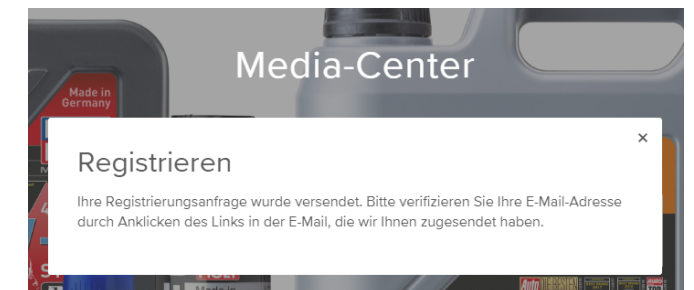 Media-Center
Made in
Germany
×
Registrieren
Ihre Registrierungsanfrage wurde versendet. Bitte verifizieren Sie Ihre E-Mail-Adresse
durch Anklicken des Links in der E-Mail, die wir Ihnen zugesendet haben.